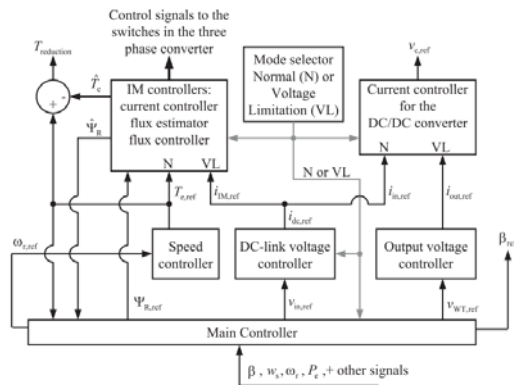 Control signals to the
switches in the three
phase converter
T_reduction
T̂_e
-
+
Ψ̂_R
IM controllers:
current controller
flux estimator
flux controller
N VL
Mode selector
Normal (N) or
Voltage
Limitation (VL)
v_c,ref
Current controller
for the
DC/DC converter
N VL
N or VL
T_e,ref
i_IM,ref
i_dc,ref
i_in,ref
i_out,ref
ω_r,ref
Speed
controller
DC-link voltage
controller
Output voltage
controller
Ψ_R,ref
v_in,ref
v_WT,ref
Main Controller
β , w_s, ω_r, P_e ,+ other signals